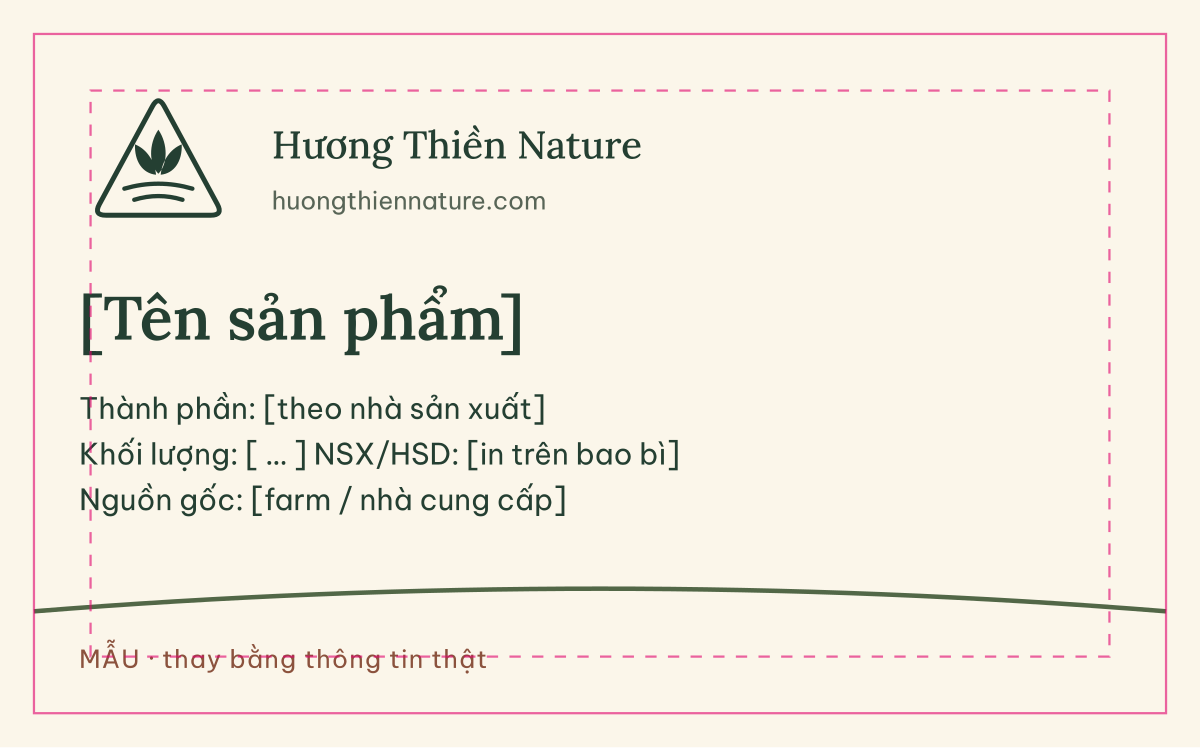 Hương Thiền Nature
huongthiennature.com
[Tên sản phẩm]
Thành phần: [theo nhà sản xuất]
Khối lượng: [ ... ] NSX/HSD: [in trên bao bì]
Nguồn gốc: [farm / nhà cung cấp]
MẪU · thay bằng thông tin thật